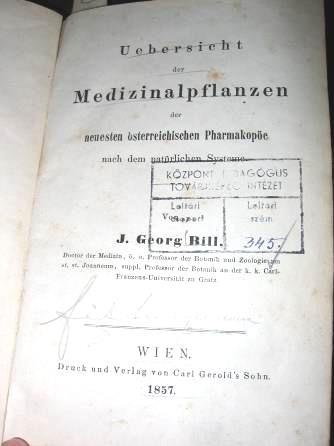 Uebersicht
der
Medizinalpflanzen
der
neuesten österreichischen Pharmakopöe
nach dem natürlichen Systeme.
KÖZPONTI PEDAGÓGUS
TOVÁBBKÉPZŐ INTÉZET
Leltári
csoport
Leltári
szám
345.
Von
J. Georg Bill.
Doctor der Medizin, ö. o. Professor der Botanik und Zoologie am
st. st. Joanneum, suppl. Professor der Botanik an der k. k. Carl-
Franzens-Universität zu Gratz.
WIEN.
Druck und Verlag von Carl Gerold's Sohn.
1857.